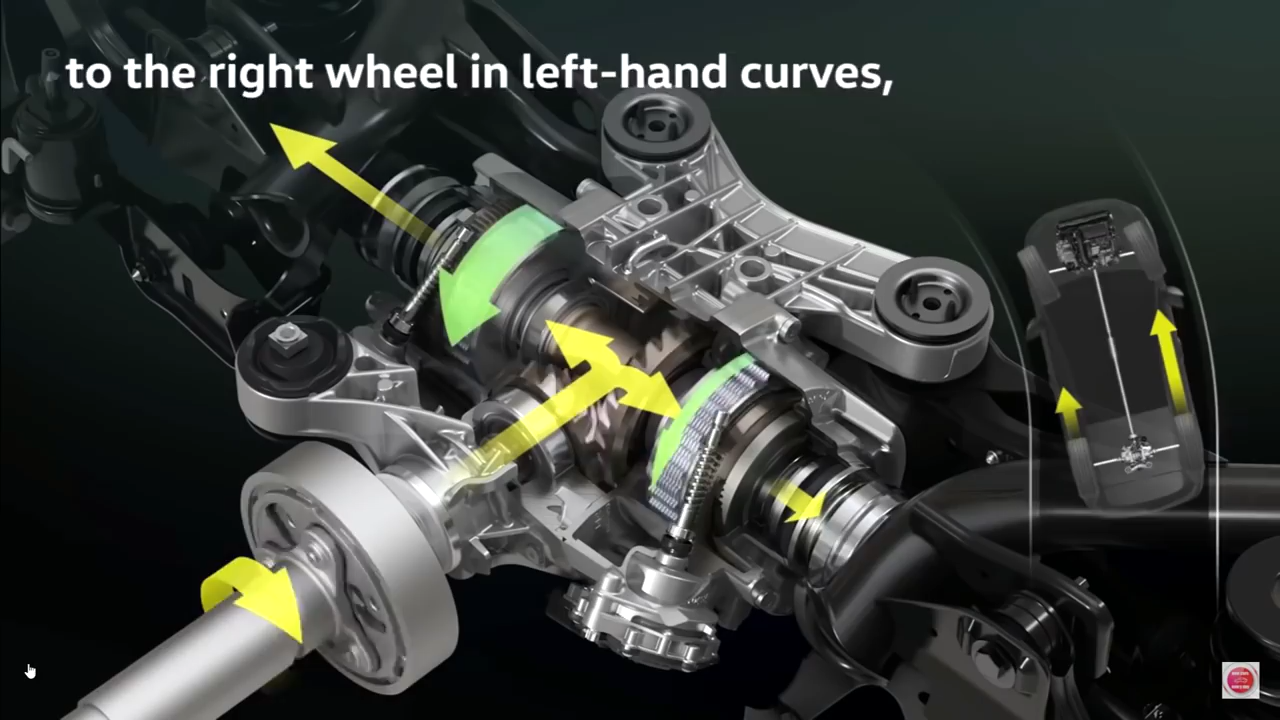 to the right wheel in left-hand curves,